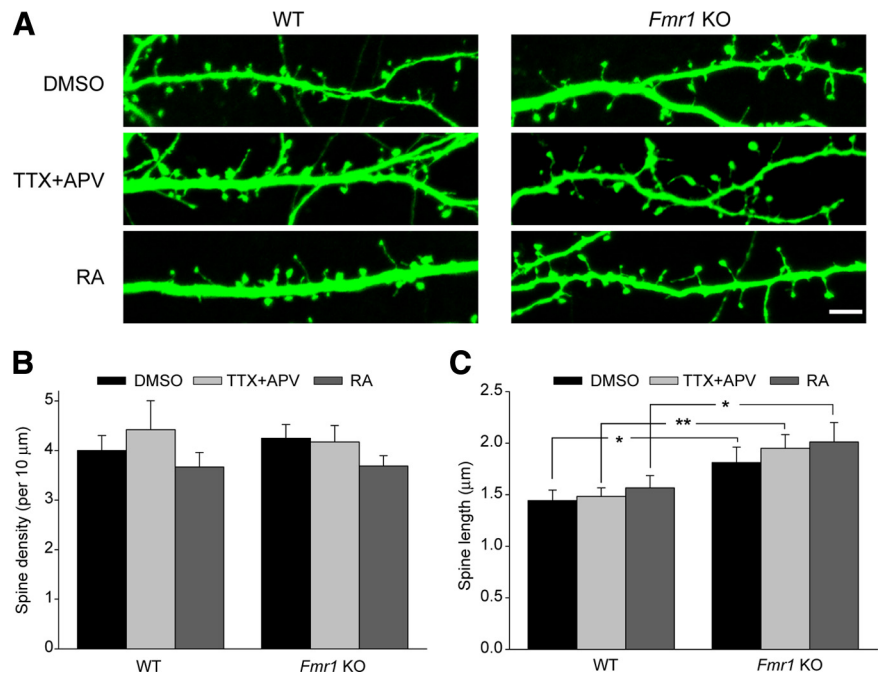 A
WT
Fmr1 KO
DMSO
TTX+APV
RA
B
DMSO
TTX+APV
RA
Spine density (per 10 μm)
5
4
3
2
1
0
WT
Fmr1 KO
C
DMSO
TTX+APV
RA
Spine length (μm)
2.5
2.0
1.5
1.0
0.5
0.0
*
**
*
WT
Fmr1 KO